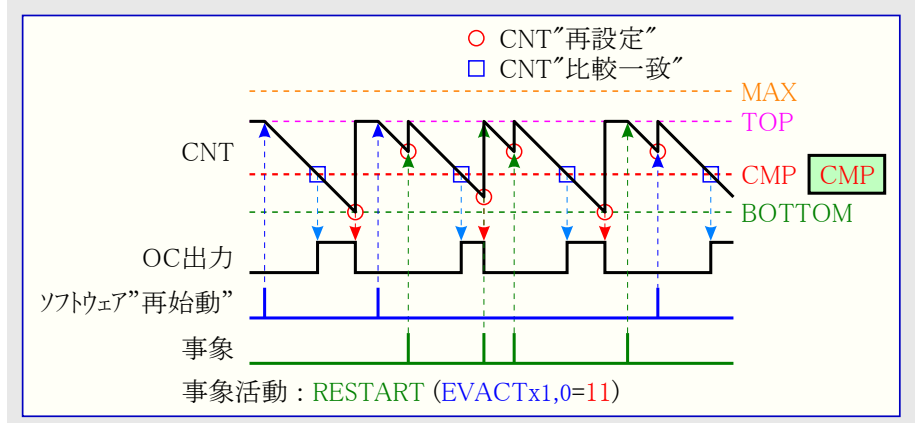 CNT″再設定″
CNT″比較一致″
MAX
TOP
CNT
CMP CMP
BOTTOM
OC出力
ソフトウェア”再始動”
事象
事象活動 : RESTART (EVACTx1,0=11)